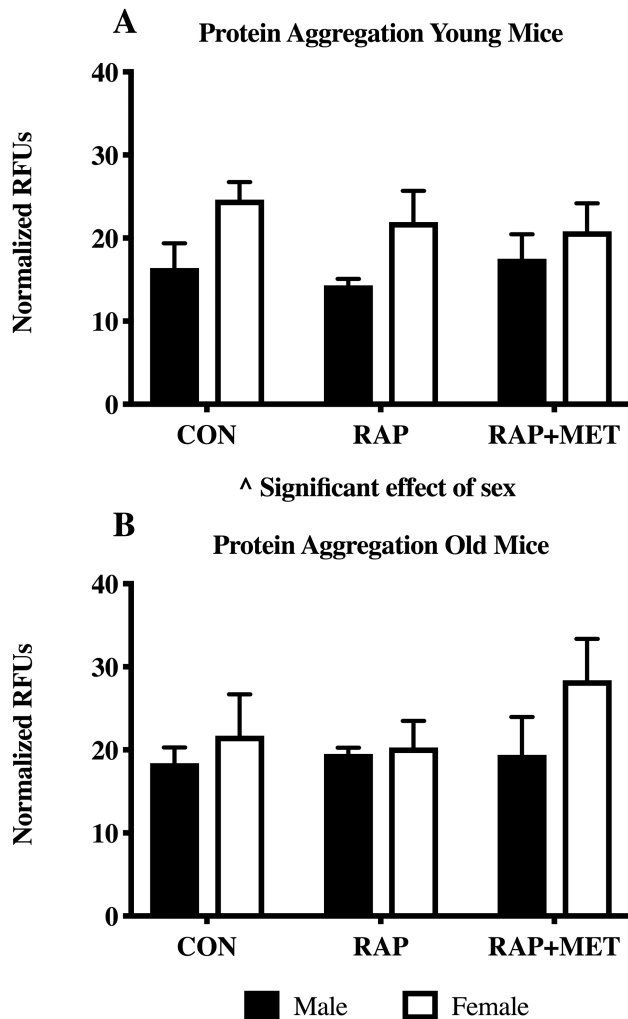 A
Protein Aggregation Young Mice
Normalized RFUs
40
30
20
10
0
CON RAP RAP+MET
^ Significant effect of sex
B
Protein Aggregation Old Mice
Normalized RFUs
40
30
20
10
0
CON RAP RAP+MET
Male Female